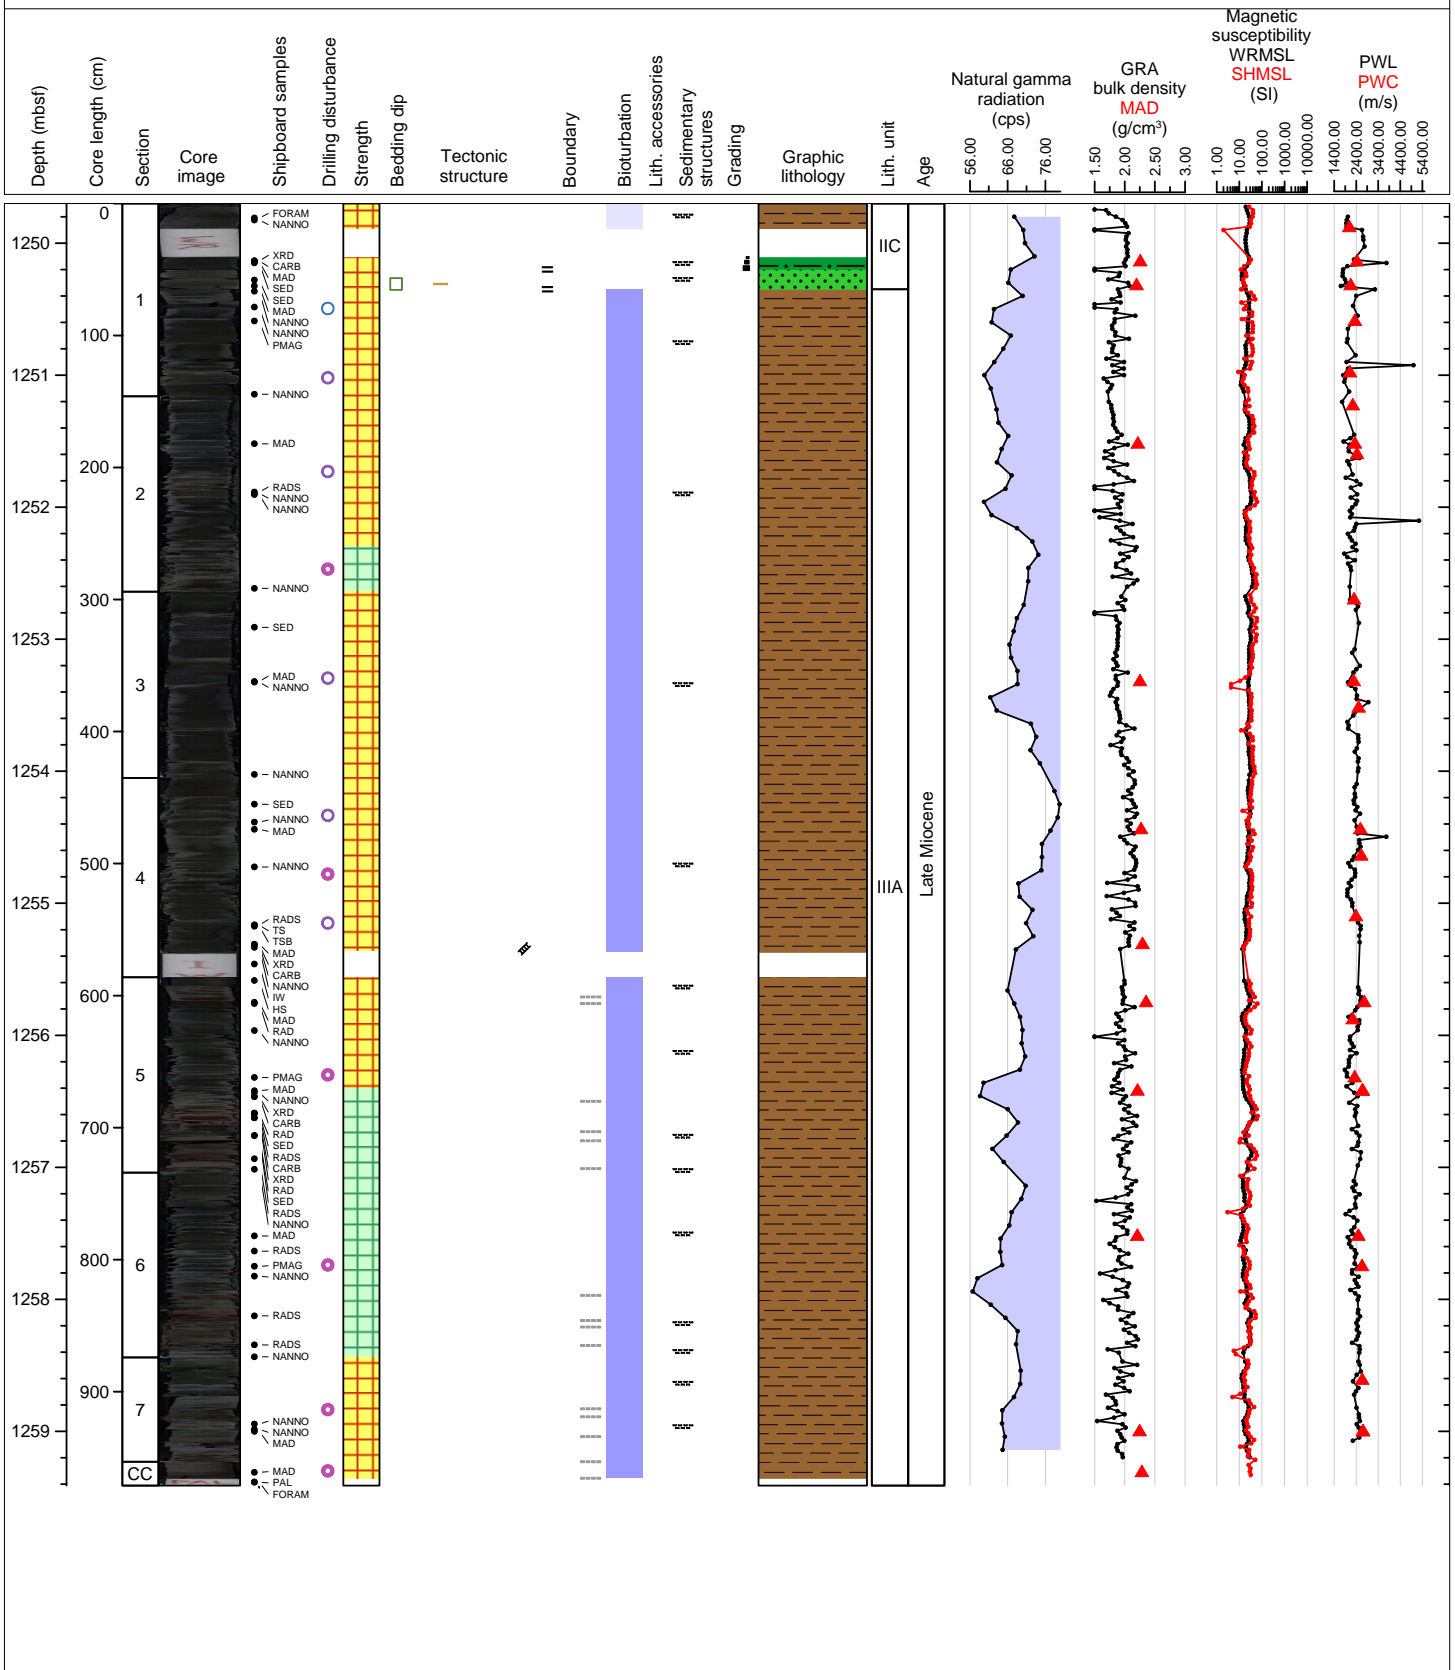 Depth (mbsf)
Core length (cm)
Section
Core
image
Shipboard samples
Drilling disturbance
Strength
Bedding dip
Tectonic
structure
Boundary
Bioturbation
Lith. accessories
Sedimentary
structures
Grading
Graphic
lithology
Lith. unit
Age
Natural gamma
radiation
(cps)
56.00
66.00
76.00
GRA
bulk density
MAD
(g/cm³)
1.50
2.00
2.50
3.00
Magnetic
susceptibility
WRMSL
SHMSL
(SI)
1.00
10.00
100.00
1000.00
10000.00
PWL
PWC
(m/s)
1400.00
2400.00
3400.00
4400.00
5400.00
1250
1251
1252
1253
1254
1255
1256
1257
1258
1259
0
100
200
300
400
500
600
700
800
900
1
2
3
4
5
6
7
CC
FORAM
NANNO
XRD
CARB
MAD
SED
SED
MAD
NANNO
NANNO
PMAG
NANNO
MAD
RADS
NANNO
NANNO
NANNO
SED
MAD
NANNO
NANNO
SED
NANNO
MAD
NANNO
RADS
TS
TSB
MAD
XRD
CARB
NANNO
IW
HS
MAD
RAD
NANNO
PMAG
MAD
NANNO
XRD
CARB
RAD
SED
RADS
CARB
XRD
RAD
SED
RADS
NANNO
MAD
RADS
PMAG
NANNO
RADS
RADS
NANNO
NANNO
NANNO
MAD
MAD
PAL
FORAM
IIC
IIIA
Late Miocene